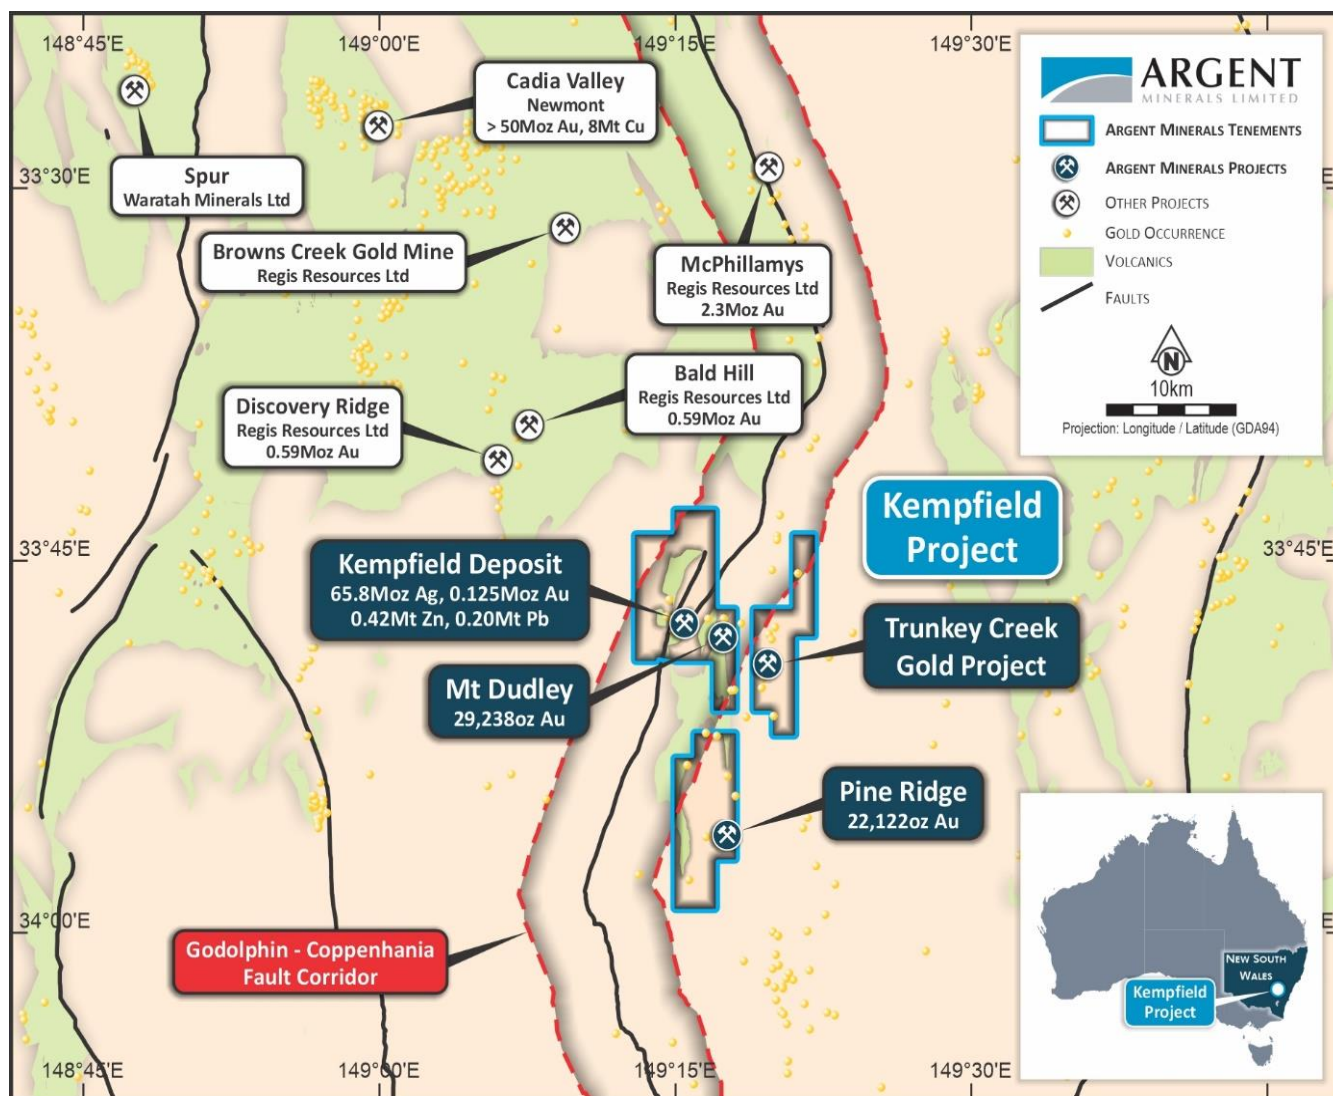 148°45'E
149°00'E
149°15'E
149°30'E
Cadia Valley
Newmont
> 50Moz Au, 8Mt Cu
ARGENT
MINERALS LIMITED
ARGENT MINERALS TENEMENTS
ARGENT MINERALS PROJECTS
OTHER PROJECTS
GOLD OCCURRENCE
VOLCANICS
FAULTS
N
10km
Projection: Longitude / Latitude (GDA94)
33°30'E
Spur
Waratah Minerals Ltd
Browns Creek Gold Mine
Regis Resources Ltd
McPhillamys
Regis Resources Ltd
2.3Moz Au
Bald Hill
Regis Resources Ltd
0.59Moz Au
Discovery Ridge
Regis Resources Ltd
0.59Moz Au
Kempfield
Project
33°45'E
33°45'E
Kempfield Deposit
65.8Moz Ag, 0.125Moz Au
0.42Mt Zn, 0.20Mt Pb
Trunkey Creek
Gold Project
Mt Dudley
29,238oz Au
Pine Ridge
22,122oz Au
34°00'E
Godolphin - Coppenhania
Fault Corridor
NEW SOUTH
WALES
Kempfield
Project
148°45'E
149°00'E
149°15'E
149°30'E